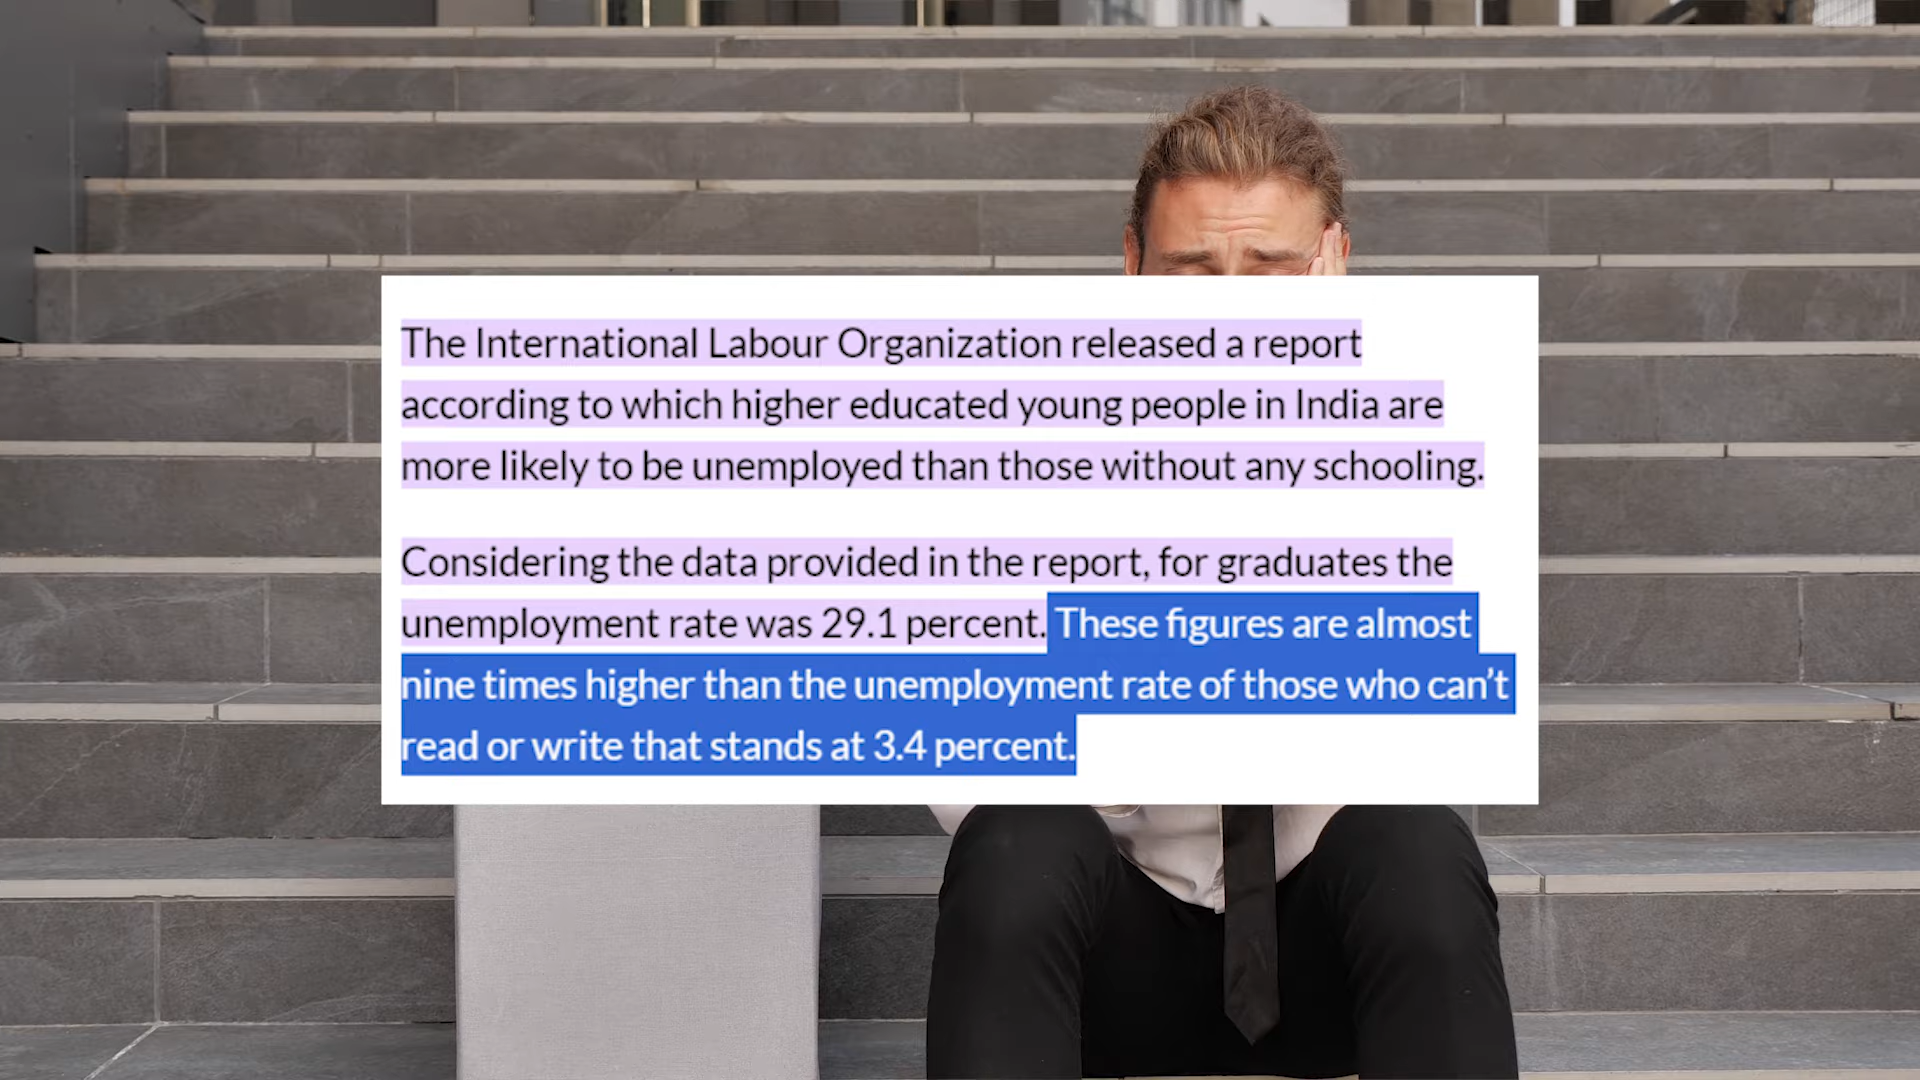 The International Labour Organization released a report
according to which higher educated young people in India are
more likely to be unemployed than those without any schooling.
Considering the data provided in the report, for graduates the
unemployment rate was 29.1 percent. These figures are almost
nine times higher than the unemployment rate of those who can’t
read or write that stands at 3.4 percent.